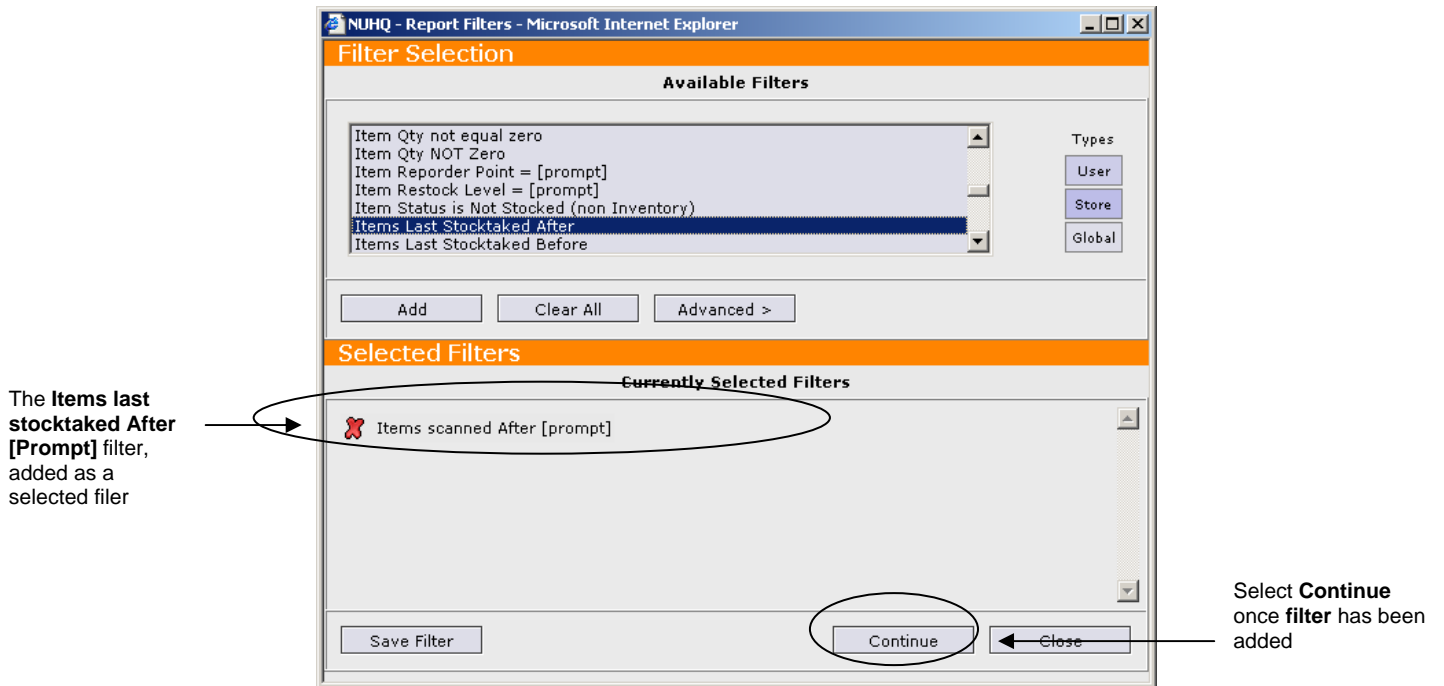 NUHQ - Report Filters - Microsoft Internet Explorer
Filter Selection
Available Filters
Item Qty not equal zero
Item Qty NOT Zero
Item Reporder Point = [prompt]
Item Restock Level = [prompt]
Item Status is Not Stocked (non Inventory)
Items Last Stocktaked After
Items Last Stocktaked Before
Types
User
Store
Global
Add
Clear All
Advanced >
Selected Filters
Currently Selected Filters
The Items last
stocktaked After
[Prompt] filter,
added as a
selected filer
Items scanned After [prompt]
Save Filter
Continue
Close
Select Continue
once filter has been
added